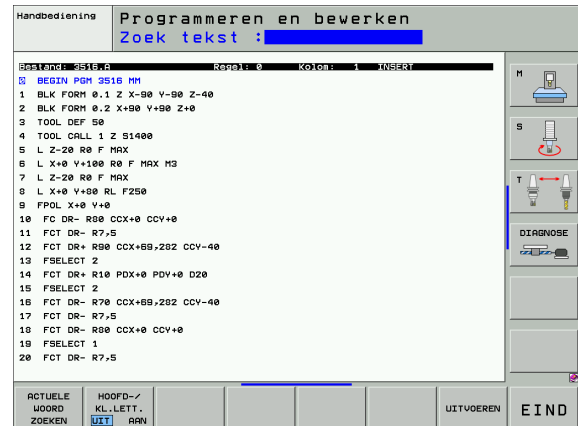 Handbediening
Programmeren en bewerken
Zoek tekst :
Bestand: 3516.A Regel: 0 Kolom: 1 INSERT
0 BEGIN PGM 3516 MM
1 BLK FORM 0.1 Z X-90 Y-90 Z-40
2 BLK FORM 0.2 X+90 Y+90 Z+0
3 TOOL DEF 50
4 TOOL CALL 1 Z S1400
5 L Z-20 R0 F MAX
6 L X+0 Y+100 R0 F MAX M3
7 L Z-20 R0 F MAX
8 L X+0 Y+80 RL F250
9 FPOL X+0 Y+0
10 FC DR- R80 CCX+0 CCY+0
11 FCT DR- R7,5
12 FCT DR+ R90 CCX+69,282 CCY-40
13 FSELECT 2
14 FCT DR+ R10 PDX+0 PDY+0 D20
15 FSELECT 2
16 FCT DR- R70 CCX+69,282 CCY-40
17 FCT DR- R7,5
18 FCT DR- R80 CCX+0 CCY+0
19 FSELECT 1
20 FCT DR- R7,5
M
S
T
DIAGNOSE
ACTUELE WOORD ZOEKEN
HOOFD-/ KL.LETT. UIT AAN
UITVOEREN
EIND